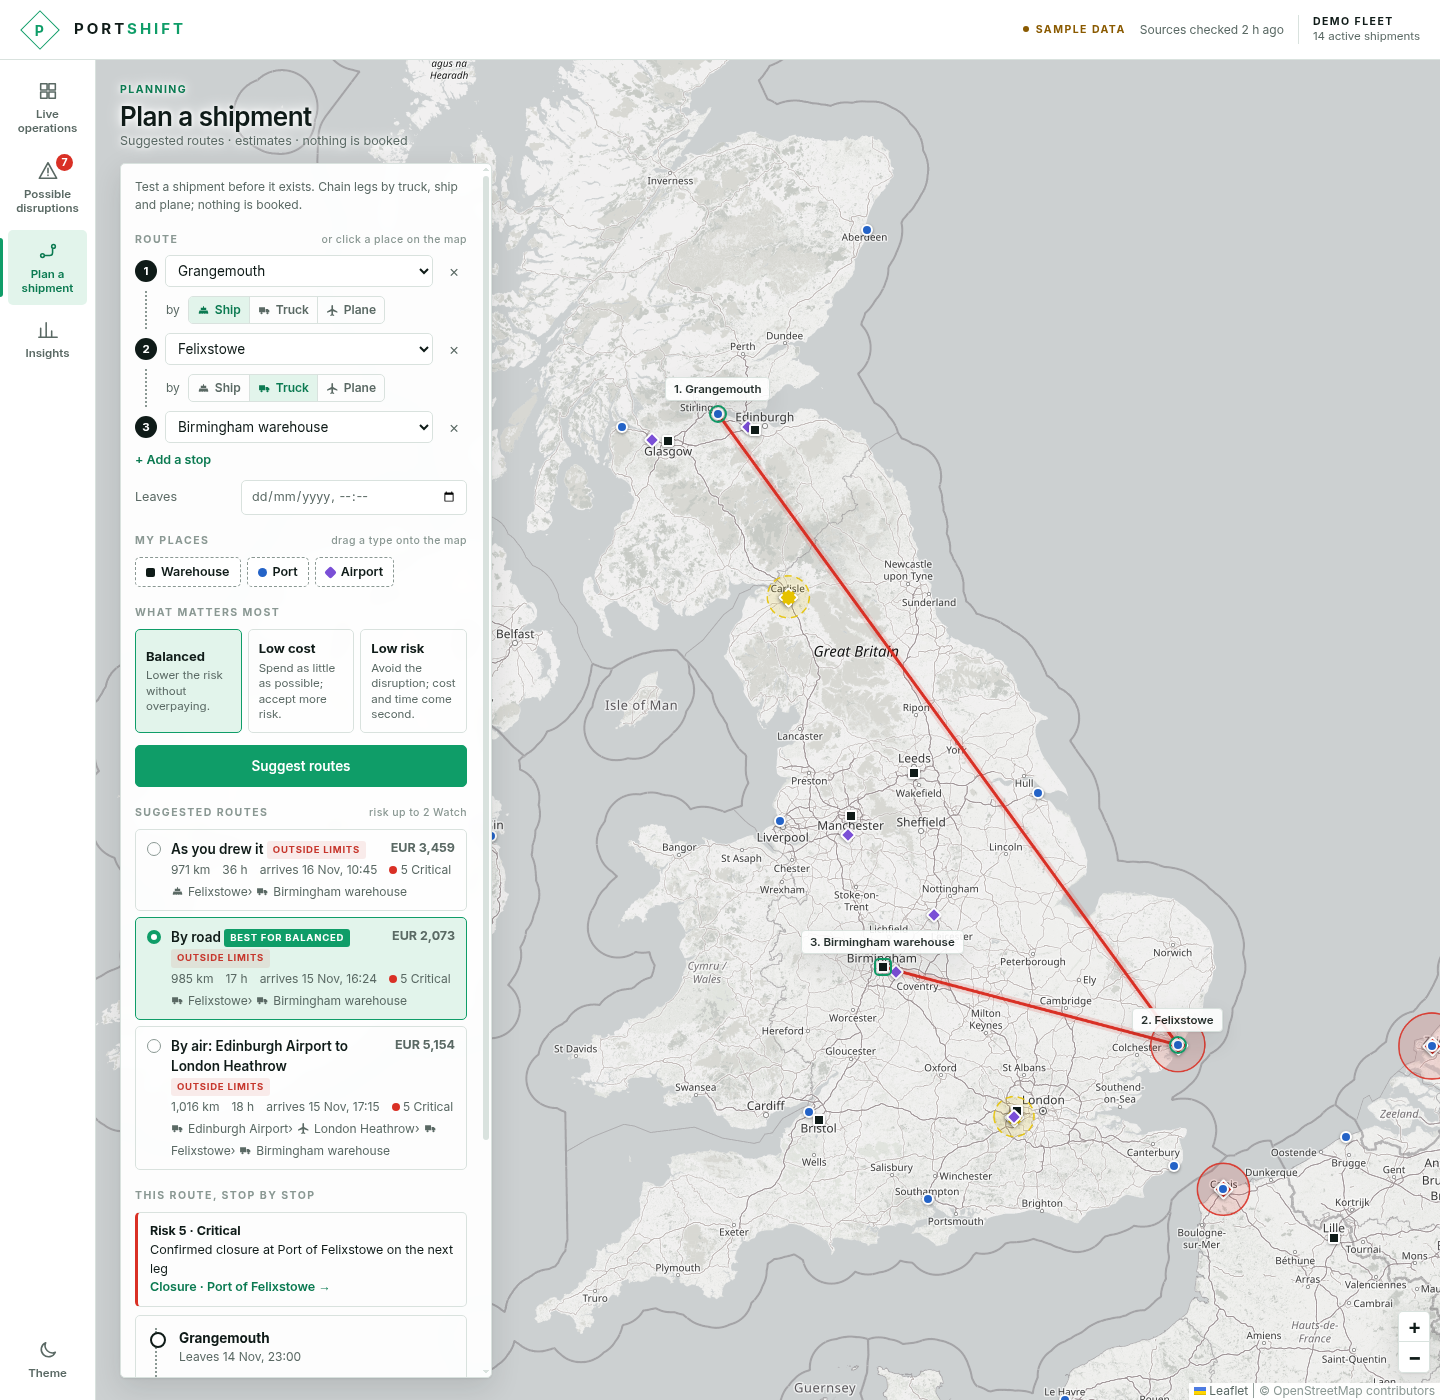 P
PORTSHIFT
SAMPLE DATA
Sources checked 2 h ago
DEMO FLEET
14 active shipments
Live
operations
7
Possible
disruptions
Plan a
shipment
Insights
Theme
PLANNING
Plan a shipment
Suggested routes · estimates · nothing is booked
Test a shipment before it exists. Chain legs by truck, ship
and plane; nothing is booked.
ROUTE
or click a place on the map
1
Grangemouth
×
by
Ship
Truck
Plane
2
Felixstowe
×
by
Ship
Truck
Plane
3
Birmingham warehouse
×
+ Add a stop
Leaves
dd/mm/yyyy, --:--
MY PLACES
drag a type onto the map
Warehouse
Port
Airport
WHAT MATTERS MOST
Balanced
Lower the risk
without
overpaying.
Low cost
Spend as little
as possible;
accept more
risk.
Low risk
Avoid the
disruption; cost
and time come
second.
Suggest routes
SUGGESTED ROUTES
risk up to 2 Watch
As you drew it OUTSIDE LIMITS EUR 3,459
971 km 36 h arrives 16 Nov, 10:45 5 Critical
Felixstowe› Birmingham warehouse
By road BEST FOR BALANCED EUR 2,073
OUTSIDE LIMITS
985 km 17 h arrives 15 Nov, 16:24 5 Critical
Felixstowe› Birmingham warehouse
By air: Edinburgh Airport to EUR 5,154
London Heathrow
OUTSIDE LIMITS
1,016 km 18 h arrives 15 Nov, 17:15 5 Critical
Edinburgh Airport› London Heathrow›
Felixstowe› Birmingham warehouse
THIS ROUTE, STOP BY STOP
Risk 5 · Critical
Confirmed closure at Port of Felixstowe on the next
leg
Closure · Port of Felixstowe →
Grangemouth
Leaves 14 Nov, 23:00
agus na
Hearadh
Inverness
Aberdeen
Dundee
Perth
1. Grangemouth
Stirling
Edinburgh
Glasgow
Newcastle
upon Tyne
Carlisle
Sunderland
Belfast
Great Britain
Isle of Man
Ripon
Lancaster
York
Leeds
Preston
Hull
Wakefield
Manchester
Sheffield
Liverpool
Bangor
Lincoln
St Asaph
Chester
Wrexham
Nottingham
Stoke-on-
Trent
Lichfield
3. Birmingham warehouse
Birmingham
Norwich
Peterborough
Cymru /
Wales
Ely
Coventry
Cambridge
Worcester
Milton
Keynes
2. Felixstowe
Hereford
Colchester
St Davids
Gloucester
Oxford
St Albans
Swansea
Southend-
on-Sea
Cardiff
London
Bristol
Zeeland
Wells
Canterbury
Salisbury
Winchester
Oostende
Brugge
Gent
Dunkerque
Calais
Southampton
Brighton
Kortrijk
Portsmouth
Exeter
Boulogne-
sur-Mer
Lille
Tournai
Mons
Plymouth
Béthune
Arras
Valenciennes
Truro
Cambrai
Hauts-
de-
France
Amiens
Saint-Quentin
Guernsey
Le Havre
+
−
Leaflet | © OpenStreetMap contributors